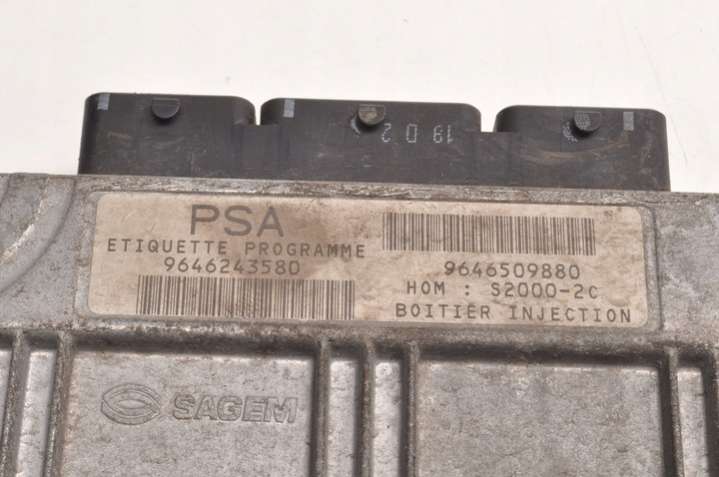 19 D 2
PSA
ETIQUETTE PROGRAMME
9646243580
9646509880
HOM : S2000-2C
BOITIER INJECTION
SAGEM